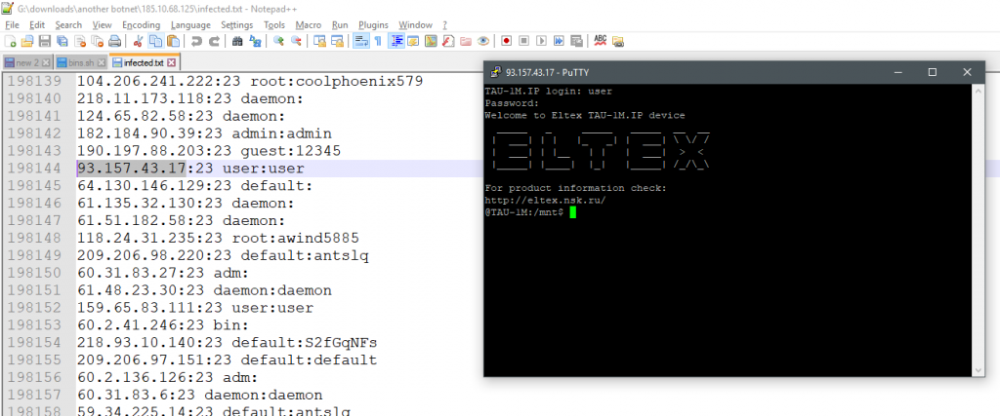 G:\downloads\another botnet\185.10.68.125\infected.txt - Notepad++
File Edit Search View Encoding Language Settings Tools Macro Run Plugins Window ?
new 2 bins.sh infected.txt
198139 104.206.241.222:23 root:coolphoenix579
198140 218.11.173.118:23 daemon:
198141 124.65.82.58:23 daemon:
198142 182.184.90.39:23 admin:admin
198143 190.197.88.203:23 guest:12345
198144 93.157.43.17:23 user:user
198145 64.130.146.129:23 default:
198146 61.135.32.130:23 daemon:
198147 61.51.182.58:23 daemon:
198148 118.24.31.235:23 root:awind5885
198149 209.206.98.220:23 default:antslq
198150 60.31.83.27:23 adm:
198151 61.48.23.30:23 daemon:daemon
198152 159.65.83.111:23 user:user
198153 60.2.41.246:23 bin:
198154 218.93.10.140:23 default:S2fGqNFs
198155 209.206.97.151:23 default:default
198156 60.2.136.126:23 adm:
198157 60.31.83.6:23 daemon:daemon
198158 59.34.225.14:23 default:antslq
93.157.43.17 - PuTTY
TAU-1M.IP login: user
Password:
Welcome to Eltex TAU-1M.IP device
ELTEX
For product information check:
http://eltex.nsk.ru/
@TAU-1M:/mnt$